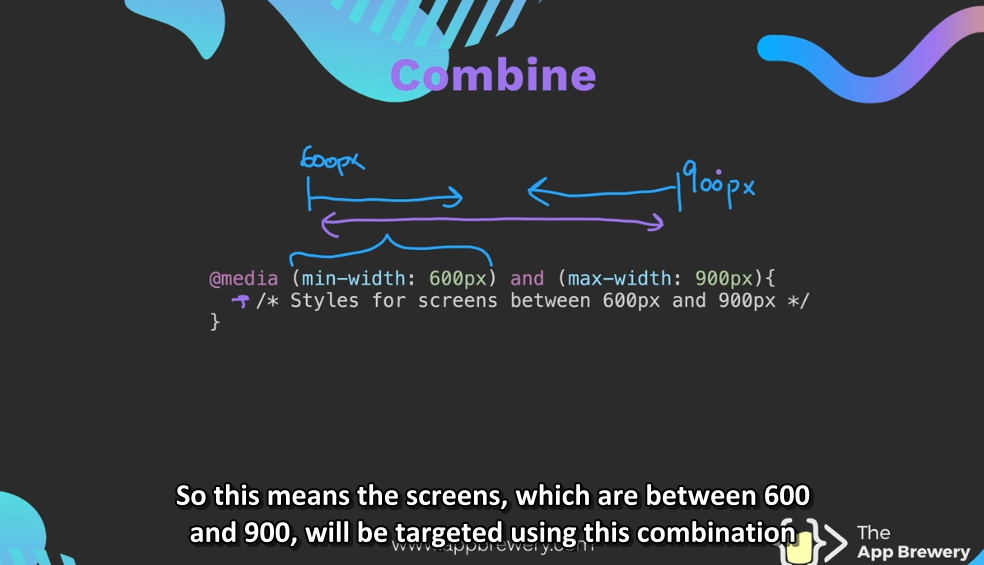 Combine
600px
900px
@media (min-width: 600px) and (max-width: 900px){
/* Styles for screens between 600px and 900px */
}
So this means the screens, which are between 600
and 900, will be targeted using this combination
www.appbrewery.com
The
App Brewery